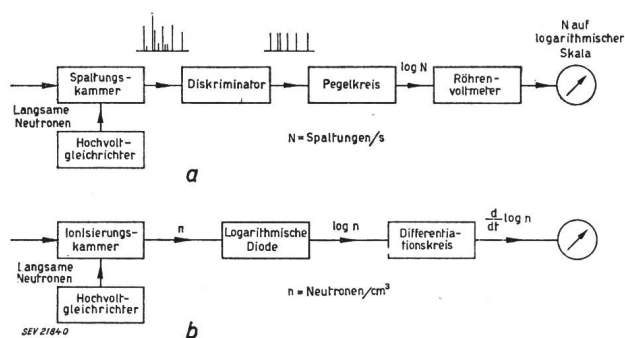 N auf
logarithmischer
Skala
Spaltungs-
kammer
Diskriminator
Pegelkreis
log N
Röhren-
voltmeter
Langsame
Neutronen
Hochvolt-
gleichrichter
N = Spaltungen/s
a
Ionisierungs-
kammer
n
Logarithmische
Diode
log n
Differentia-
tionskreis
d/dt log n
Langsame
Neutronen
Hochvolt-
gleichrichter
n = Neutronen/cm³
SEV 21840
b